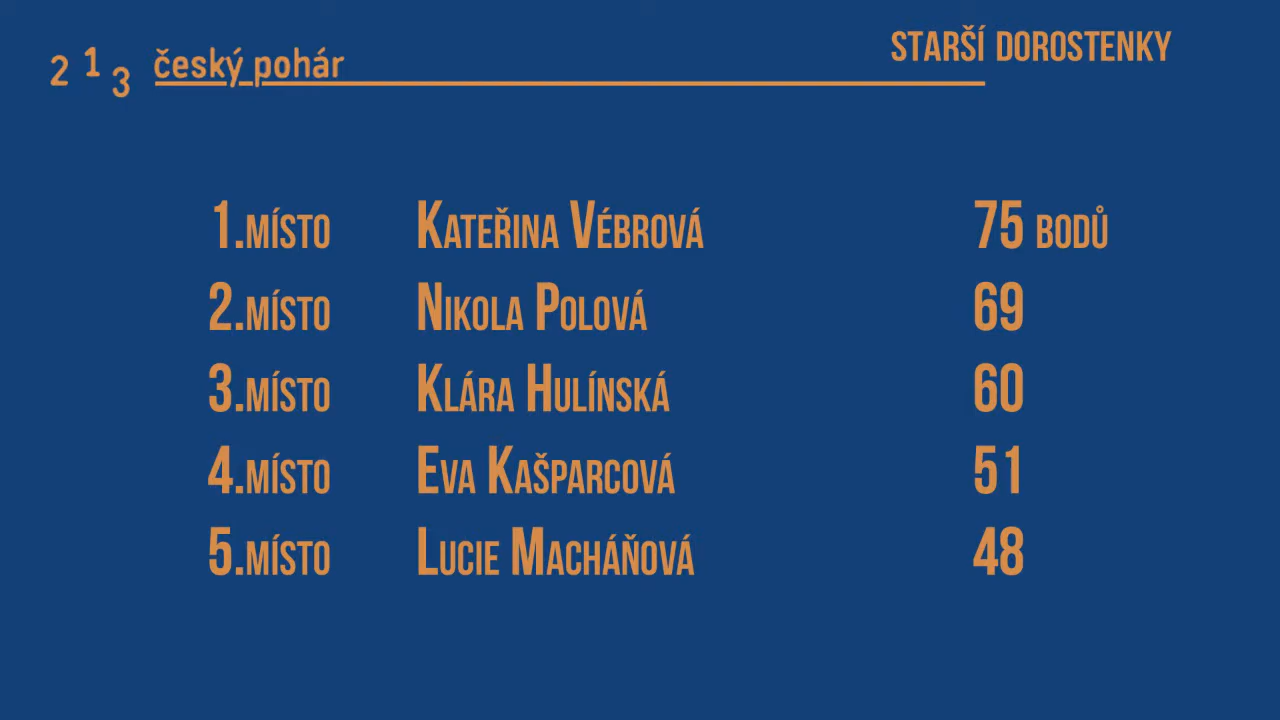 2 1 3 český pohár
STARŠÍ DOROSTENKY
1.MÍSTO KATEŘINA VÉBROVÁ 75 BODŮ
2.MÍSTO NIKOLA POLOVÁ 69
3.MÍSTO KLÁRA HULÍNSKÁ 60
4.MÍSTO EVA KAŠPARCOVÁ 51
5.MÍSTO LUCIE MACHÁŇOVÁ 48